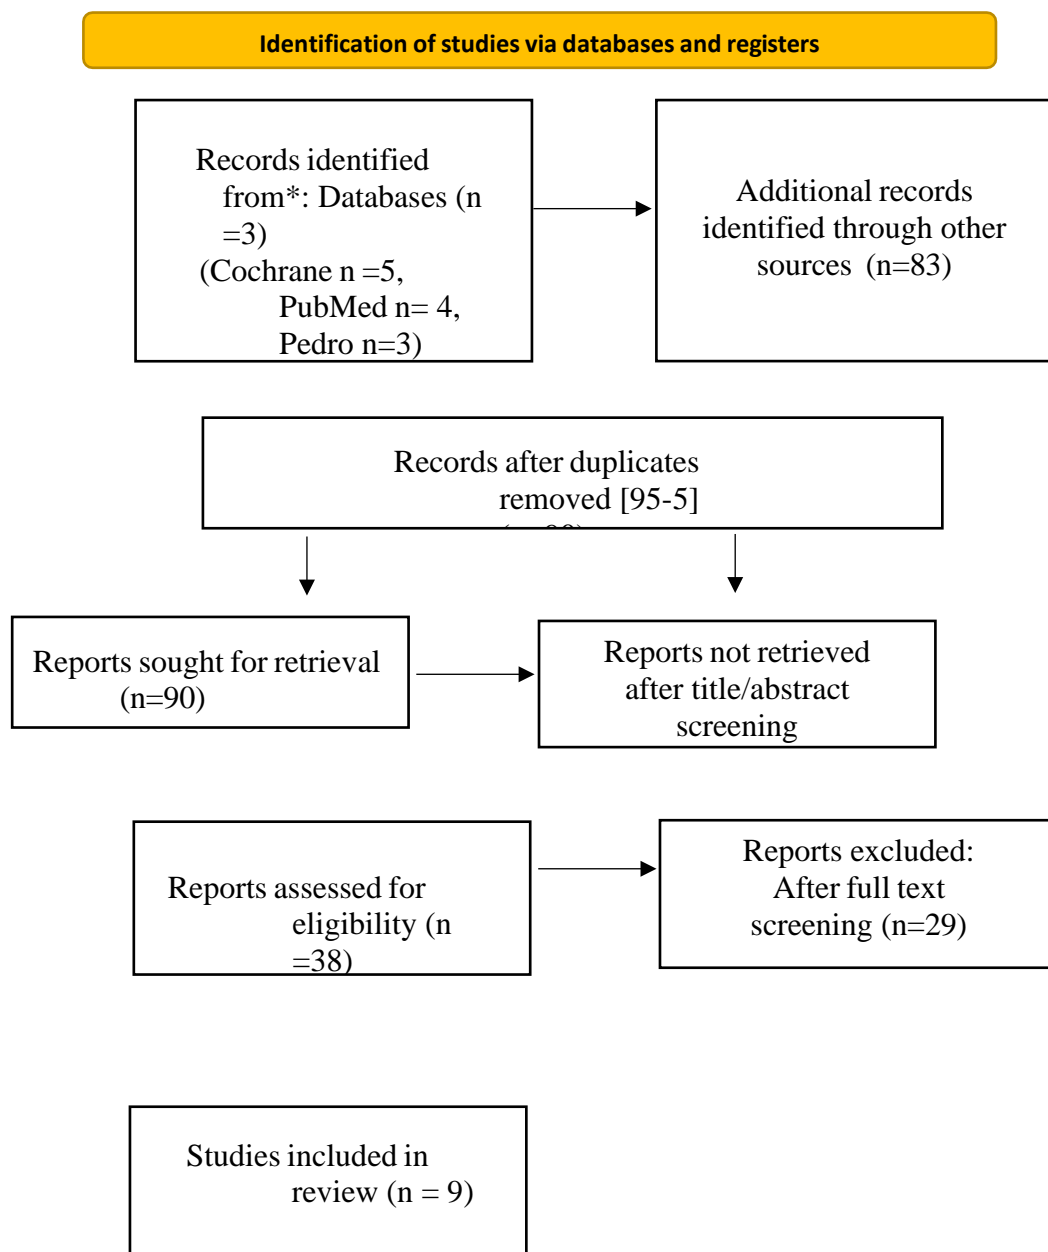 Identification of studies via databases and registers
Records identified
from*: Databases (n
=3)
(Cochrane n =5,
PubMed n= 4,
Pedro n=3)
Additional records
identified through other
sources (n=83)
Records after duplicates
removed [95-5]
Reports sought for retrieval
(n=90)
Reports not retrieved
after title/abstract
screening
Reports assessed for
eligibility (n
=38)
Reports excluded:
After full text
screening (n=29)
Studies included in
review (n = 9)